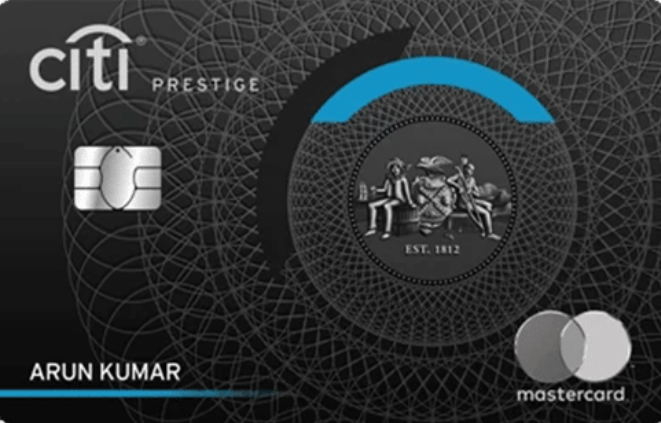 citi®
PRESTIGE
EST. 1812
ARUN KUMAR
mastercard